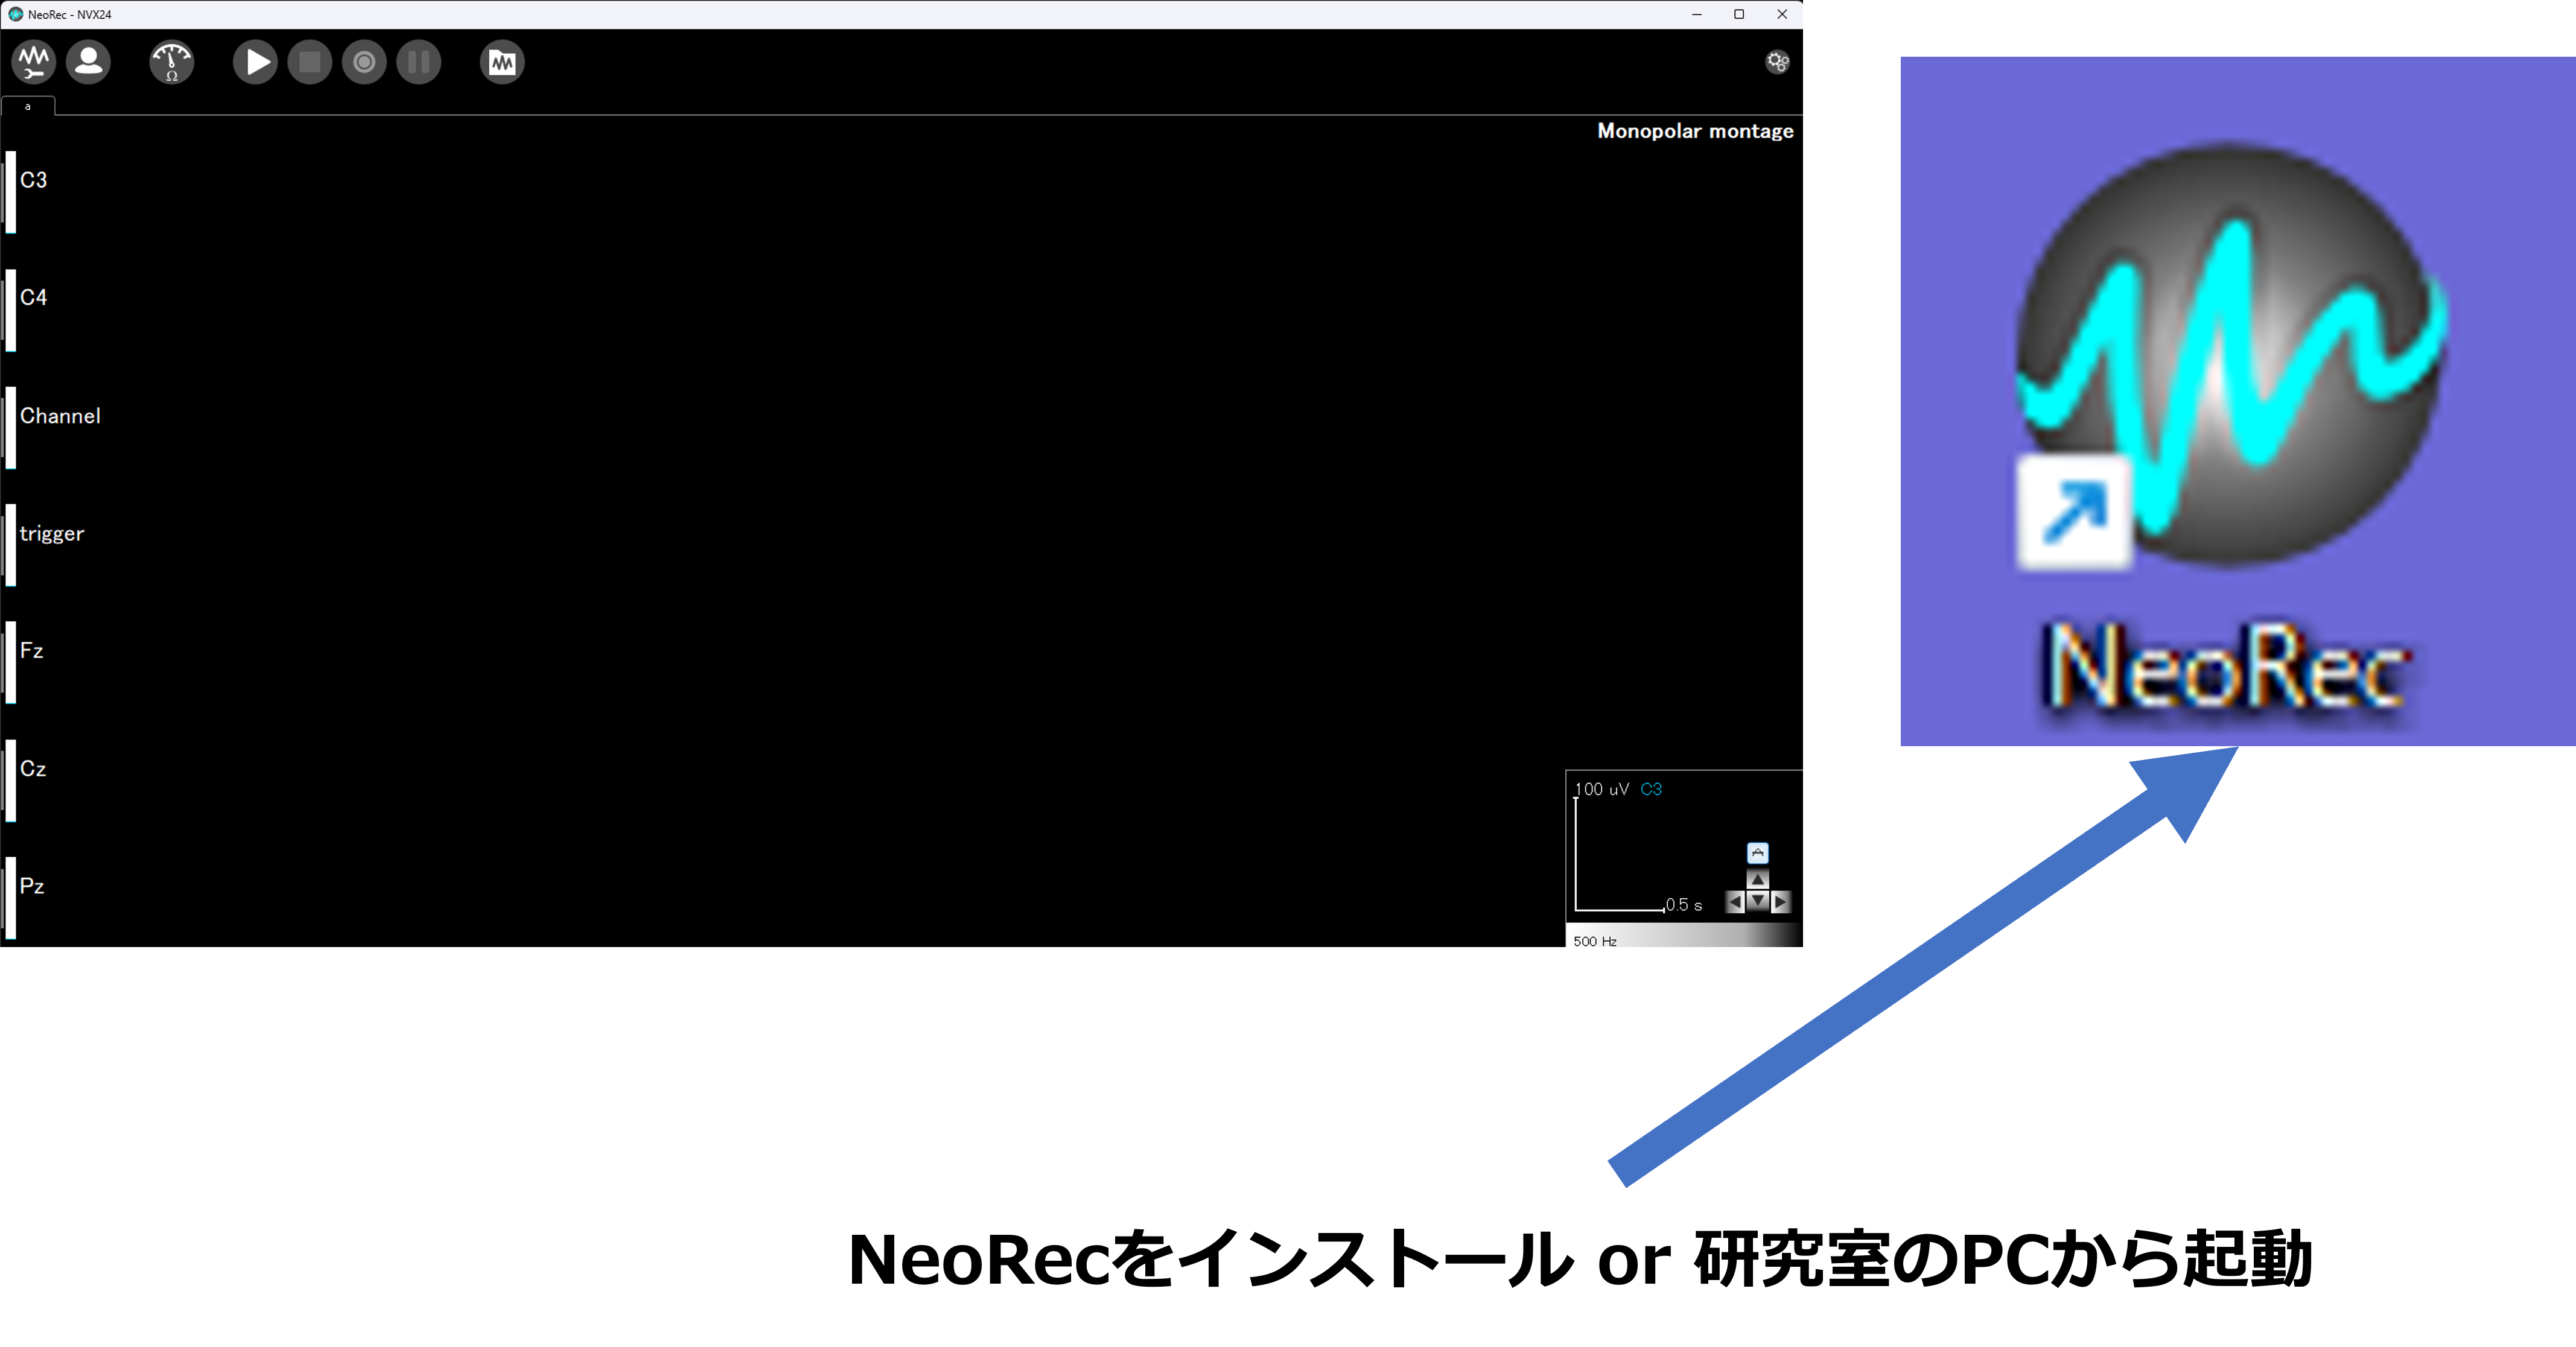 NeoRec - NVX24
Ω
a
Monopolar montage
C3
C4
Channel
trigger
Fz
Cz
Pz
100 uV C3
0.5 s
500 Hz
NeoRec
NeoRecをインストール or 研究室のPCから起動